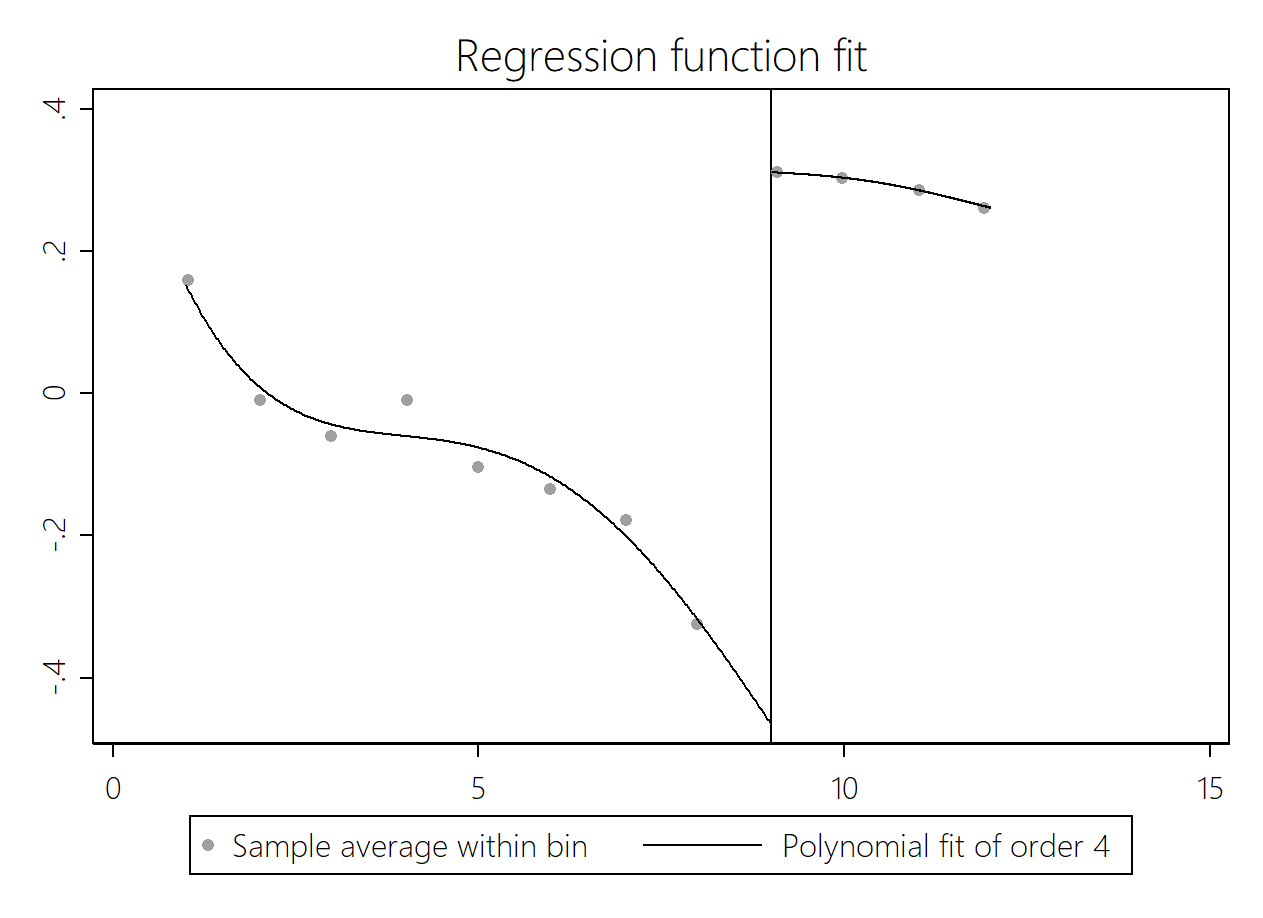 Regression function fit
.4
.2
0
-.2
-.4
0 5 10 15
Sample average within bin Polynomial fit of order 4